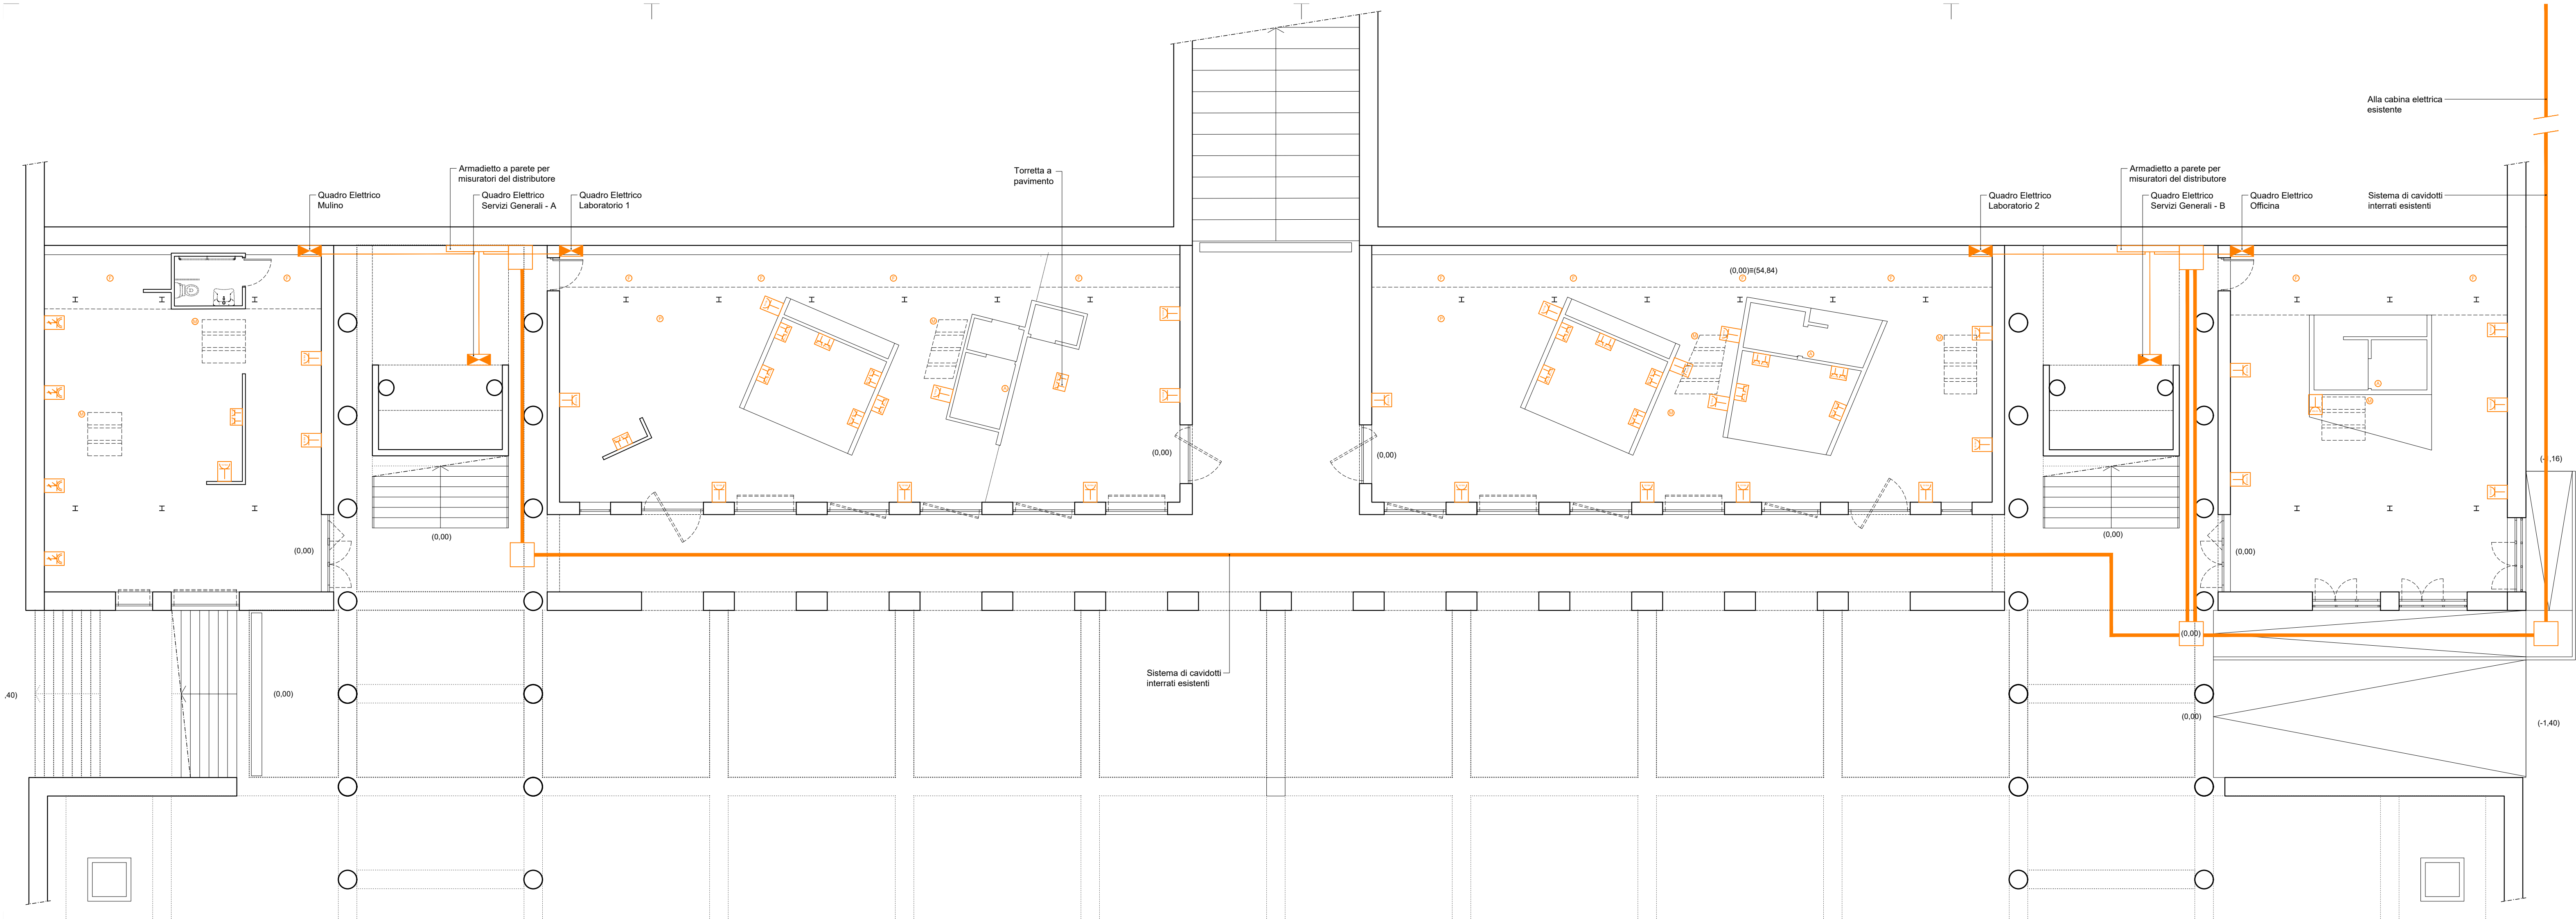 Alla cabina elettrica
esistente
Armadietto a parete per
misuratori del distributore
Torretta a
pavimento
Armadietto a parete per
misuratori del distributore
Quadro Elettrico
Mulino
Quadro Elettrico
Servizi Generali - A
Quadro Elettrico
Laboratorio 1
Quadro Elettrico
Laboratorio 2
Quadro Elettrico
Servizi Generali - B
Quadro Elettrico
Officina
Sistema di cavidotti
interrati esistenti
(0,00)≡(54,84)
(0,00)
(0,00)
,16)
(0,00)
(0,00)
(0,00)
(0,00)
(0,00)
Sistema di cavidotti
interrati esistenti
,40)
(0,00)
(0,00)
(-1,40)